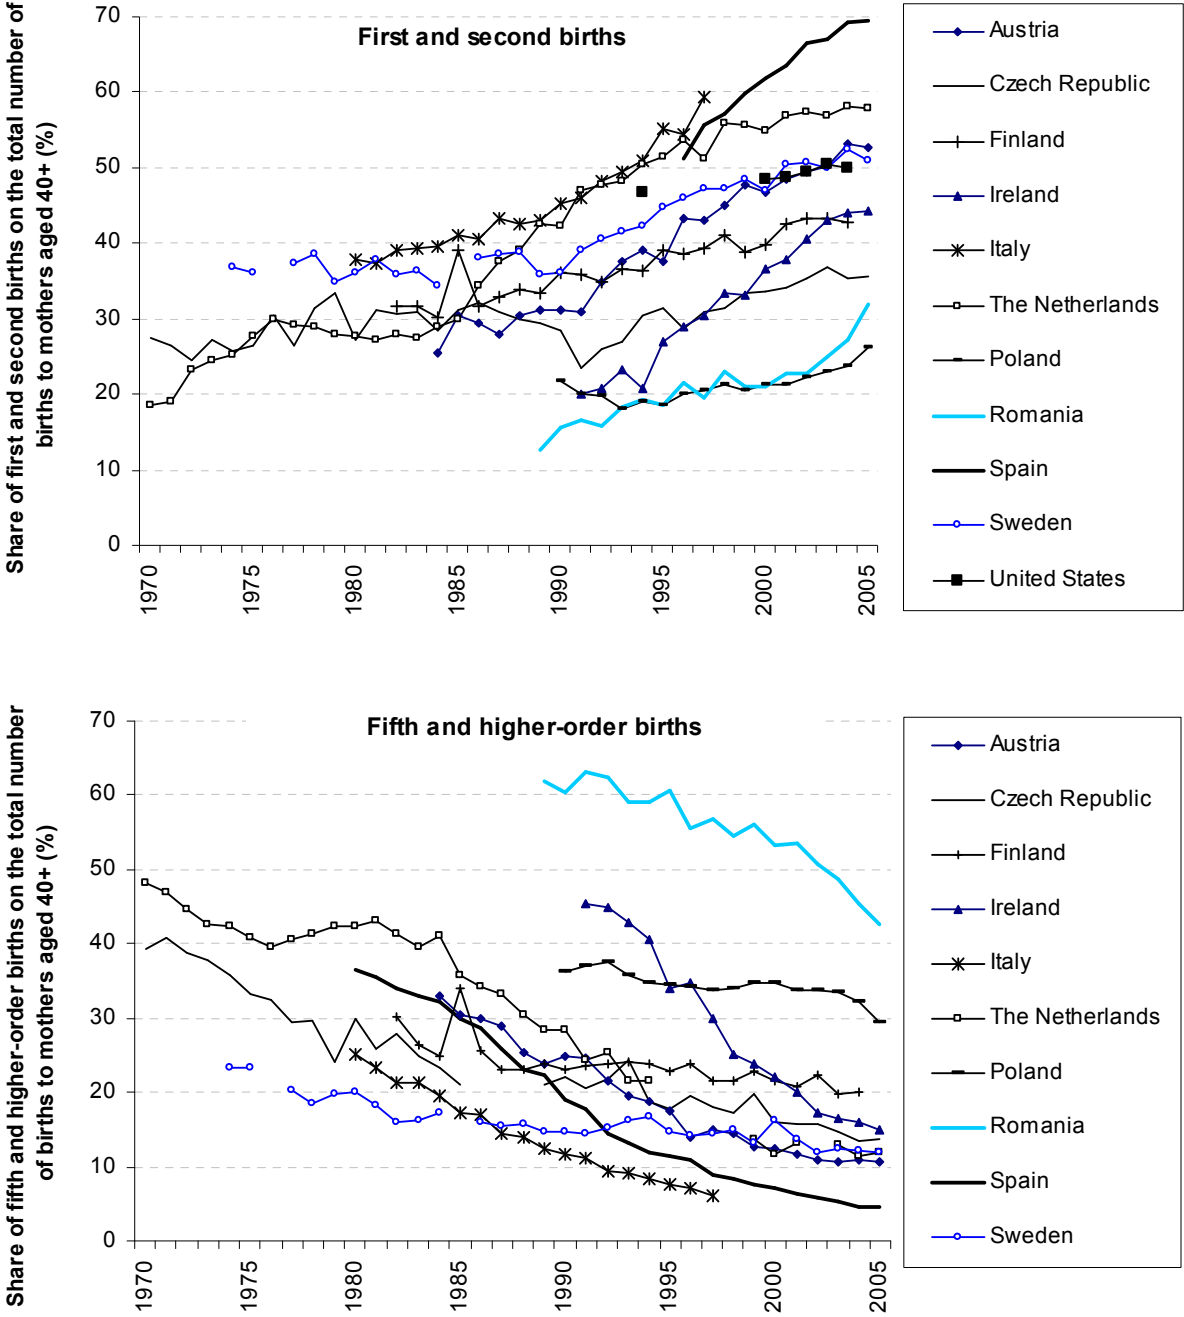 Share of first and second births on the total number of
births to mothers aged 40+ (%)
First and second births
70
60
50
40
30
20
10
0
1970
1975
1980
1985
1990
1995
2000
2005
Austria
Czech Republic
Finland
Ireland
Italy
The Netherlands
Poland
Romania
Spain
Sweden
United States
Share of fifth and higher-order births on the total number
of births to mothers aged 40+ (%)
Fifth and higher-order births
70
60
50
40
30
20
10
0
1970
1975
1980
1985
1990
1995
2000
2005
Austria
Czech Republic
Finland
Ireland
Italy
The Netherlands
Poland
Romania
Spain
Sweden